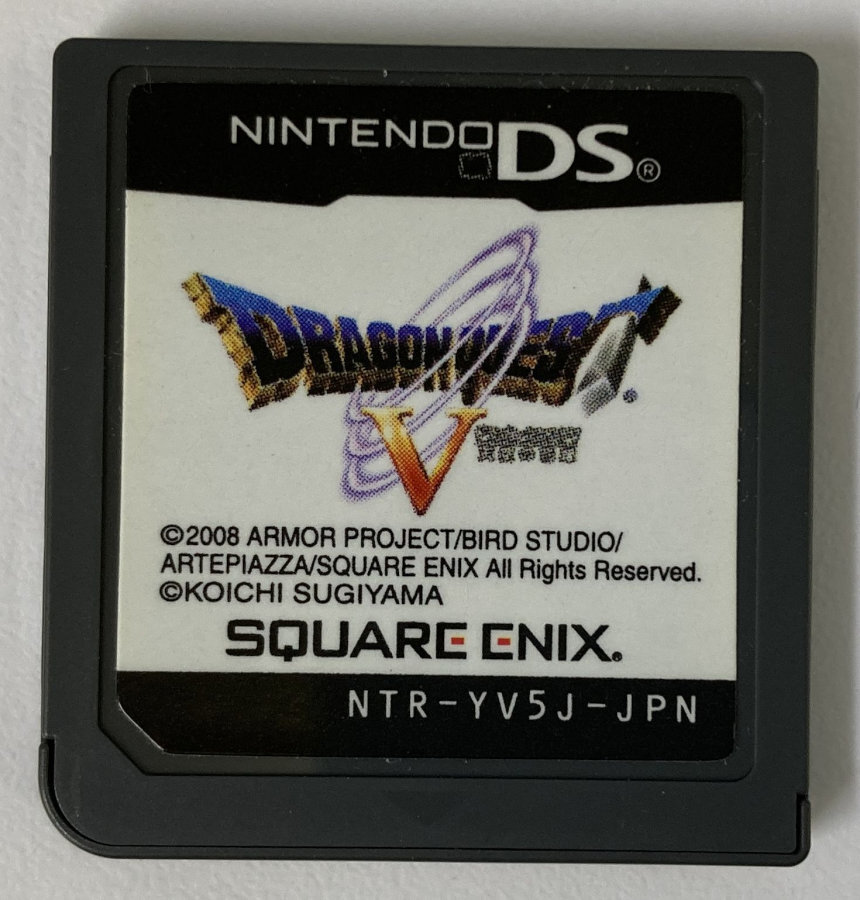 NINTENDO DS®
DRAGON QUEST
V
©2008 ARMOR PROJECT/BIRD STUDIO/
ARTEPIAZZA/SQUARE ENIX All Rights Reserved.
©KOICHI SUGIYAMA
SQUARE ENIX.
NTR-YV5J-JPN